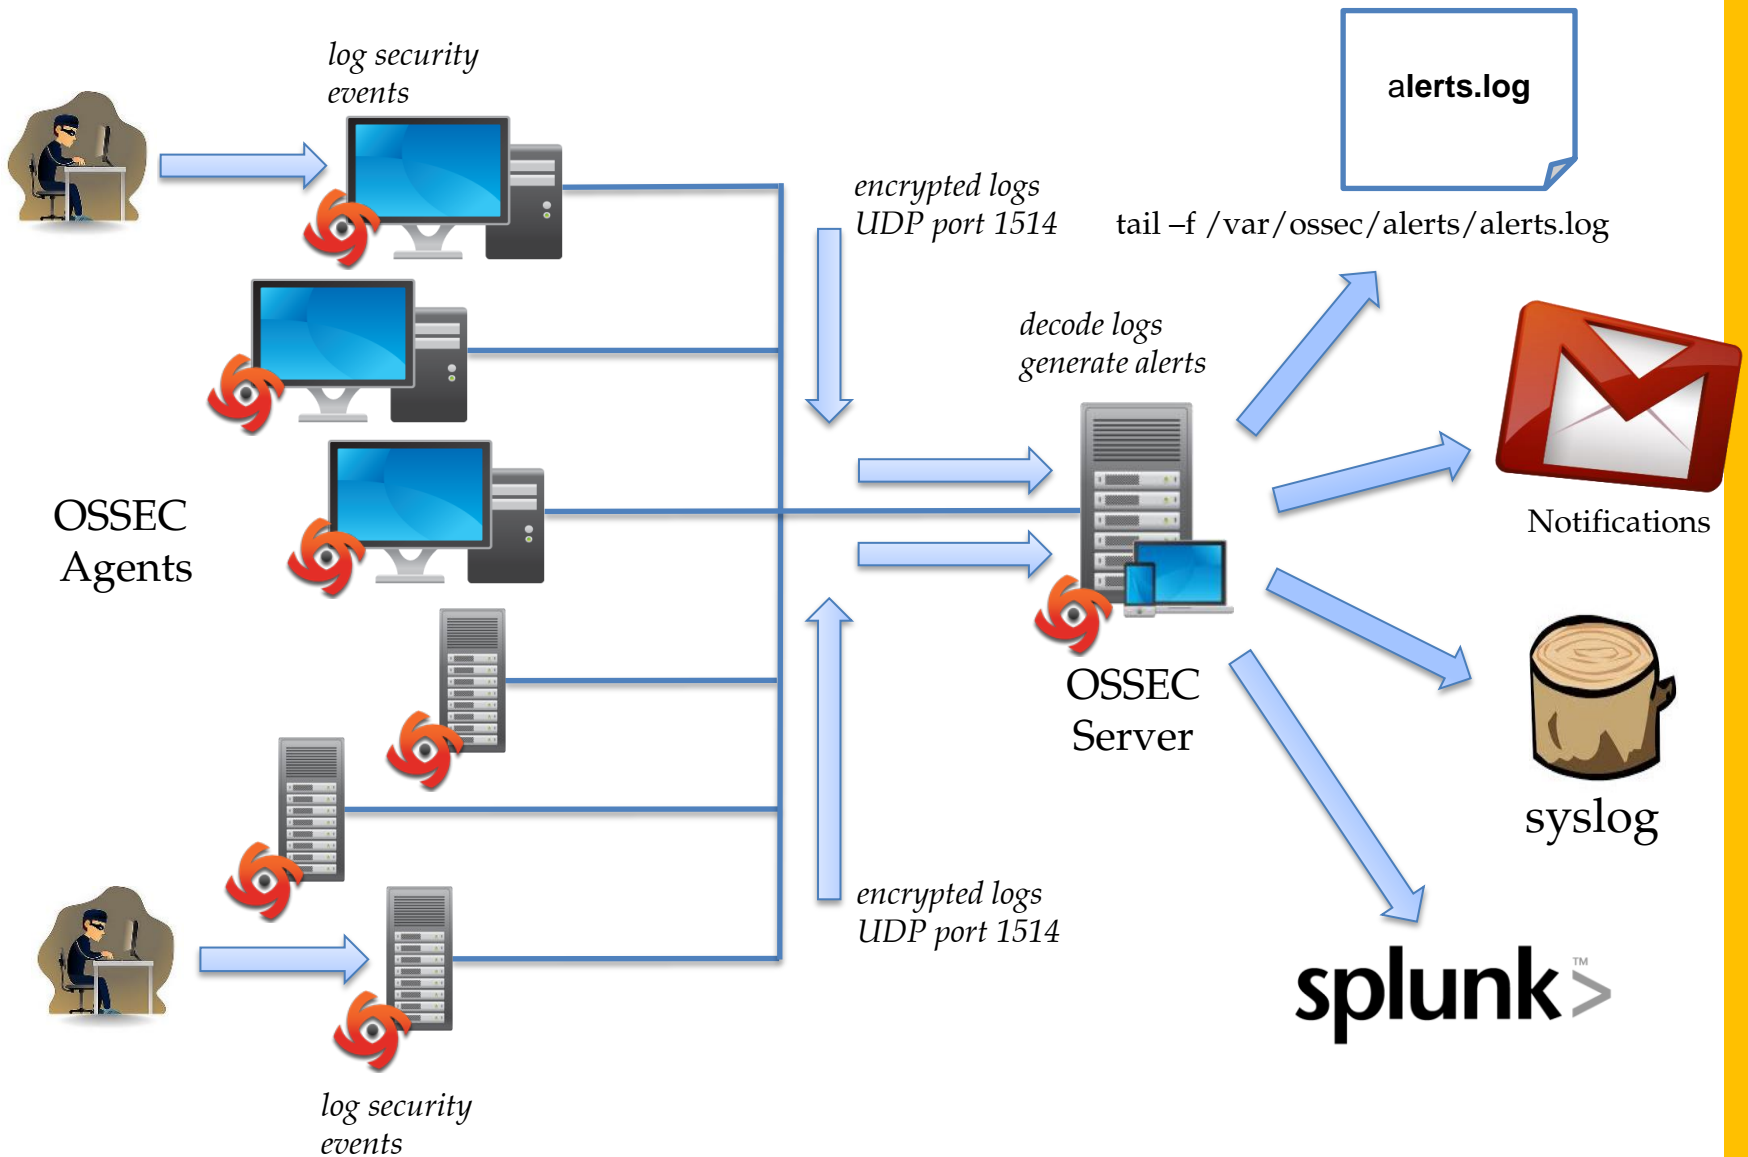 log security
events
alerts.log
encrypted logs
UDP port 1514
tail –f /var/ossec/alerts/alerts.log
decode logs
generate alerts
OSSEC
Agents
Notifications
OSSEC
Server
syslog
encrypted logs
UDP port 1514
splunk>™
log security
events